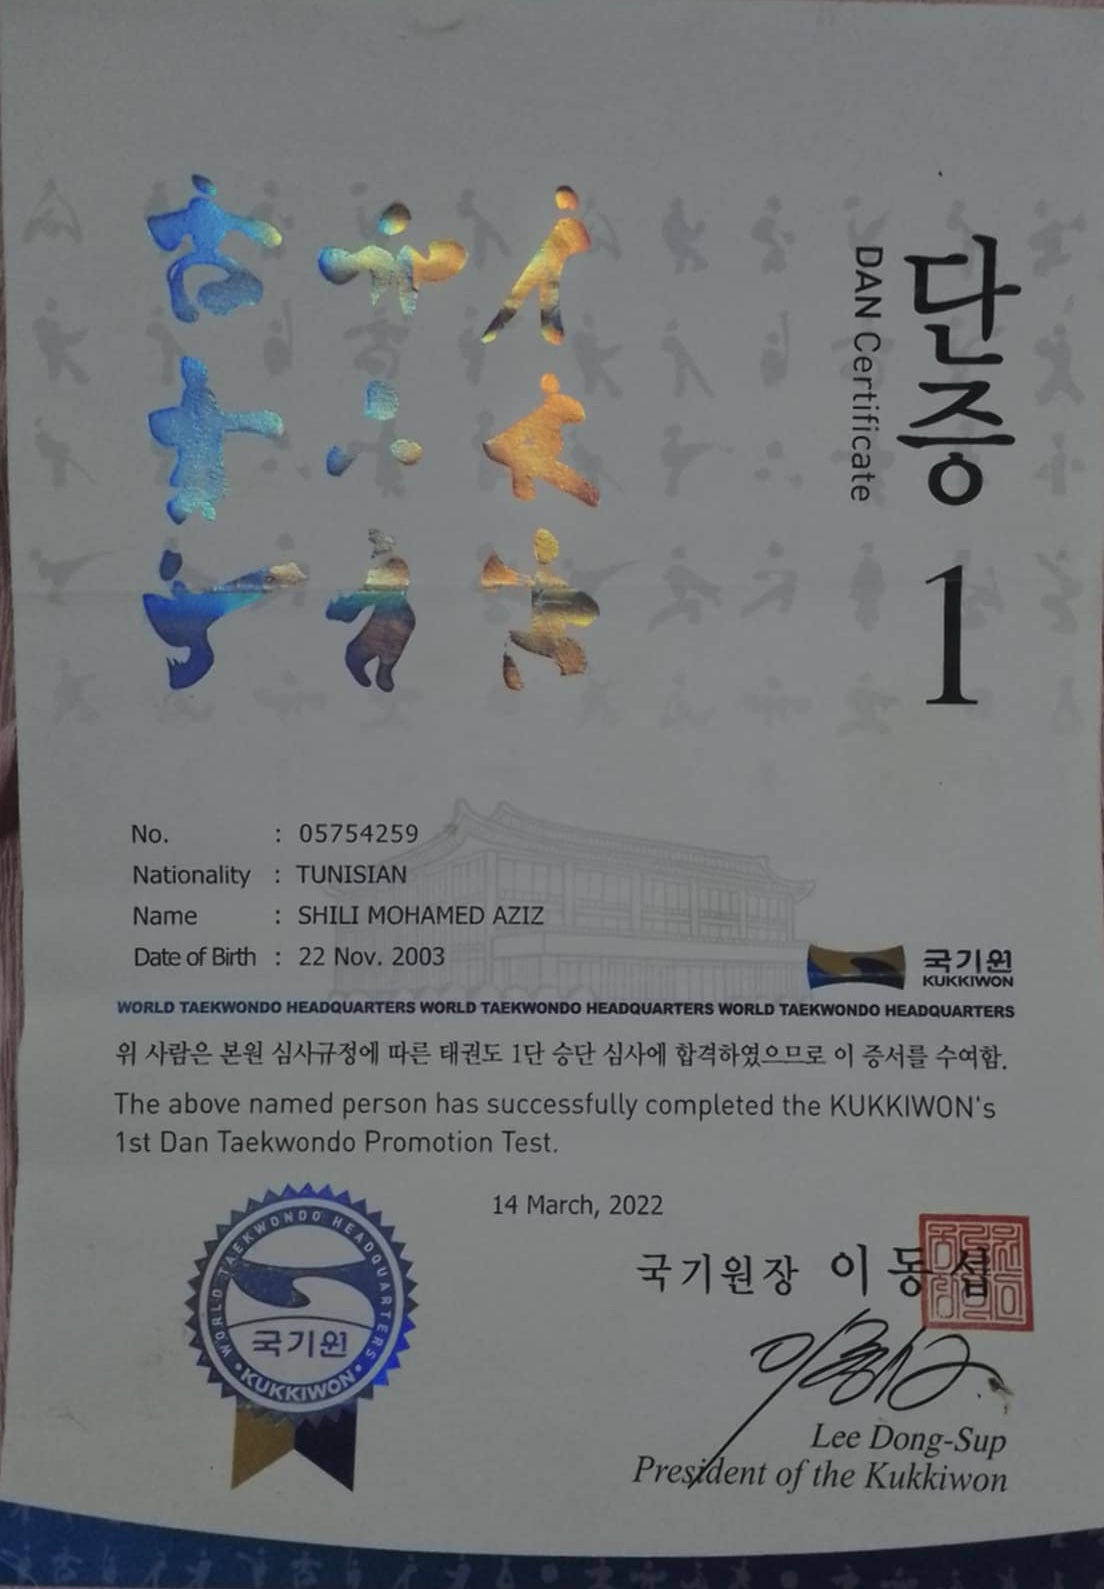 단증 1
DAN Certificate
No. : 05754259
Nationality : TUNISIAN
Name : SHILI MOHAMED AZIZ
Date of Birth : 22 Nov. 2003
국기원
KUKKIWON
WORLD TAEKWONDO HEADQUARTERS WORLD TAEKWONDO HEADQUARTERS WORLD TAEKWONDO HEADQUARTERS
위 사람은 본원 심사규정에 따른 태권도 1단 승단 심사에 합격하였으므로 이 증서를 수여함.
The above named person has successfully completed the KUKKIWON's
1st Dan Taekwondo Promotion Test.
14 March, 2022
WORLD TAEKWONDO HEADQUARTERS
국기원
•KUKKIWON•
국기원장 이동섭
Lee Dong-Sup
President of the Kukkiwon